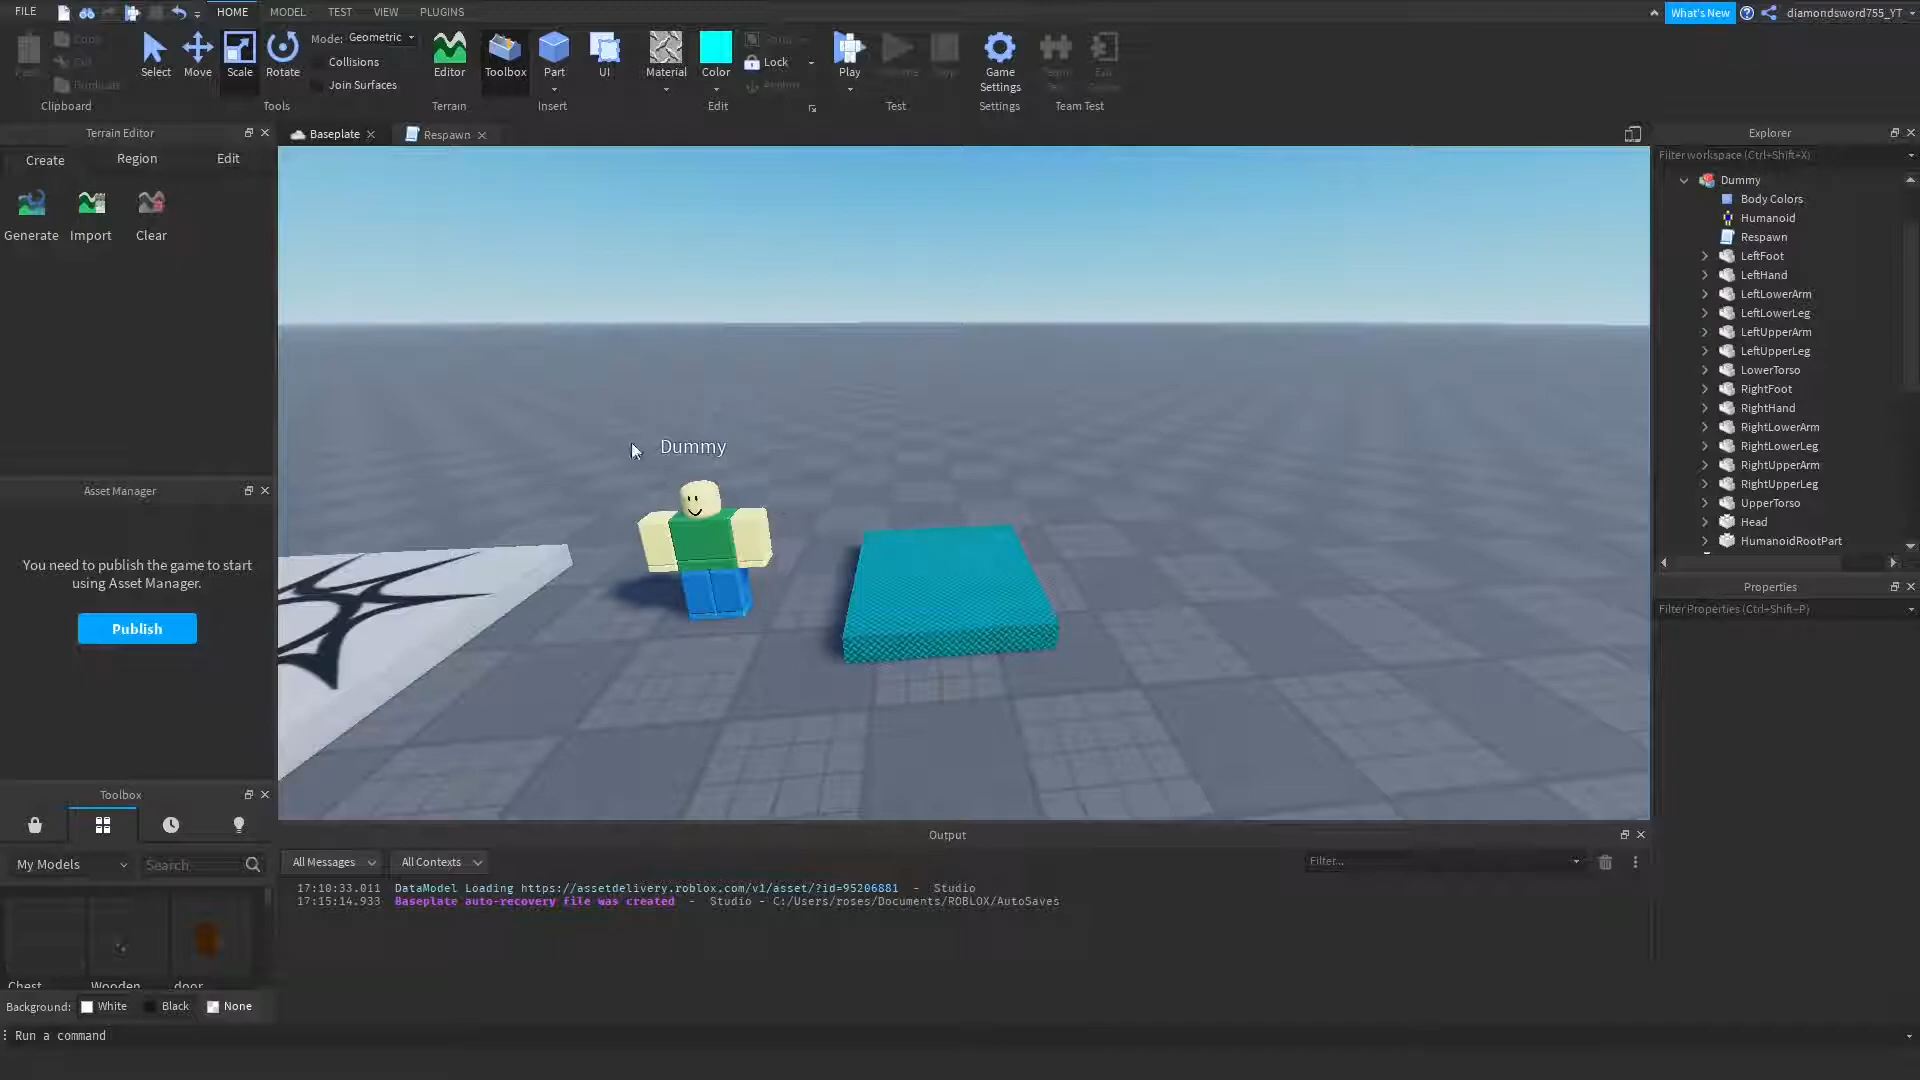 FILE
HOME
MODEL
TEST
VIEW
PLUGINS
What's New
diamondsword755_YT
Select
Move
Scale
Rotate
Mode: Geometric
Collisions
Join Surfaces
Editor
Toolbox
Part
UI
Material
Color
Lock
Play
Game
Settings
Clipboard
Tools
Terrain
Insert
Edit
Test
Settings
Team Test
Terrain Editor
Create
Region
Edit
Generate
Import
Clear
Baseplate
Respawn
Dummy
Explorer
Filter workspace (Ctrl+Shift+X)
Dummy
Body Colors
Humanoid
Respawn
LeftFoot
LeftHand
LeftLowerArm
LeftLowerLeg
LeftUpperArm
LeftUpperLeg
LowerTorso
RightFoot
RightHand
RightLowerArm
RightLowerLeg
RightUpperArm
RightUpperLeg
UpperTorso
Head
HumanoidRootPart
Properties
Filter Properties (Ctrl+Shift+P)
Asset Manager
You need to publish the game to start
using Asset Manager.
Publish
Toolbox
My Models
Search
Chest
Wooden
door
Background: White Black None
Output
All Messages
All Contexts
Filter...
17:10:33.011 DataModel Loading https://assetdelivery.roblox.com/v1/asset/?id=95206881 - Studio
17:15:14.933 Baseplate auto-recovery file was created - Studio - C:/Users/roses/Documents/ROBLOX/AutoSaves
Run a command